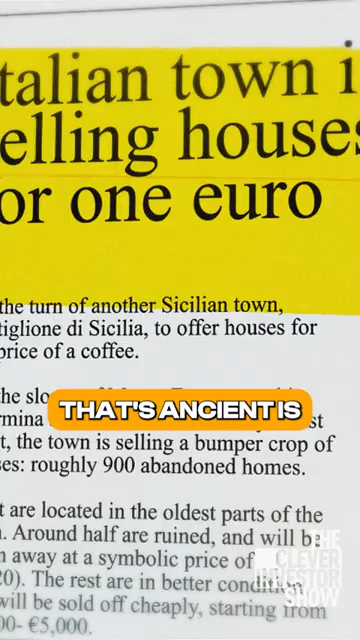 talian town i
elling houses
or one euro
the turn of another Sicilian town,
tiglione di Sicilia, to offer houses for
price of a coffee.
the slo
THAT'S ANCIENT IS
rmina
st
t, the town is selling a bumper crop of
es: roughly 900 abandoned homes.
t are located in the oldest parts of the
. Around half are ruined, and will be
n away at a symbolic price of
20). The rest are in better condition
will be sold off cheaply, starting from
00- €5,000.
THE
CLEVER
INVESTOR
SHOW